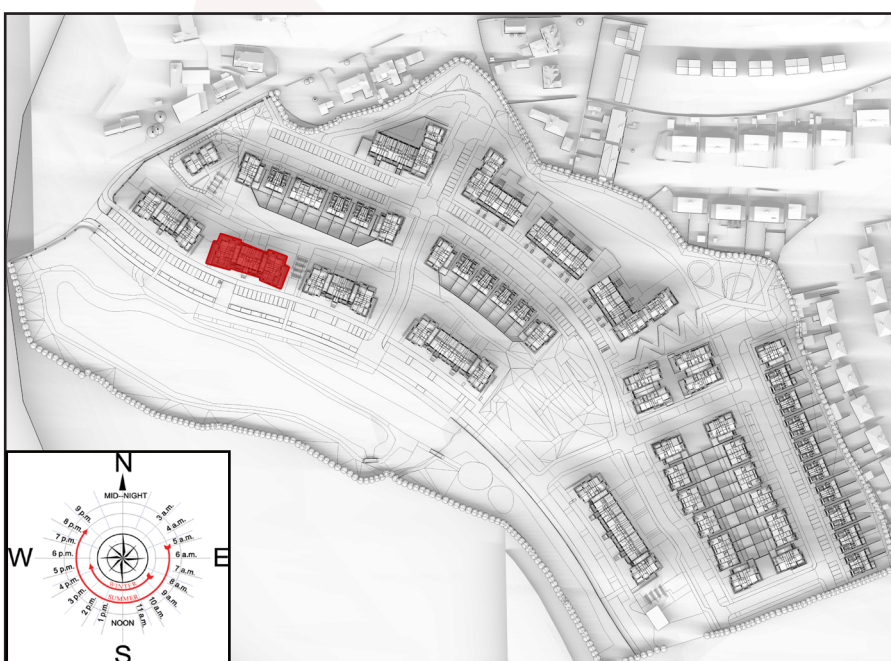 N
MID-NIGHT
3 a.m.
4 a.m.
5 a.m.
6 a.m.
7 a.m.
8 a.m.
9 a.m.
10 a.m.
11 a.m.
NOON
1 p.m.
2 p.m.
3 p.m.
4 p.m.
5 p.m.
6 p.m.
7 p.m.
8 p.m.
9 p.m.
W
E
WINTER
SUMMER
S